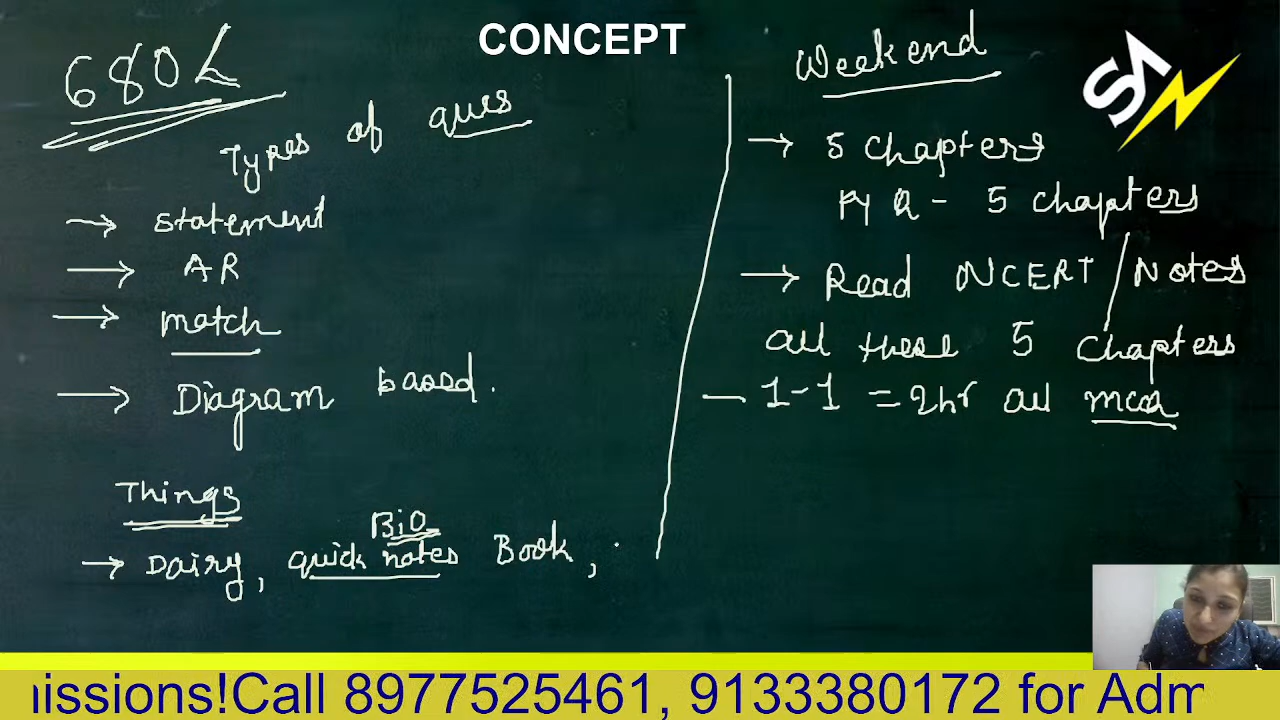 CONCEPT
680L
Types of ques
→ statement
→ AR
→ match
→ Diagram based.
Things
Bio
→ Dairy, quick notes Book,
Weekend
→ 5 chapters
PYQ - 5 chapters
→ Read NCERT / Notes
all these 5 chapters
- 1-1 = 2hr all mcq
SAN
nissions!Call 8977525461, 9133380172 for Adm